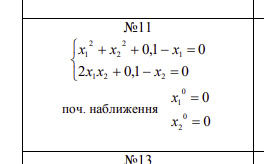 №11
x₁² + x₂² + 0,1 − x₁ = 0
2x₁x₂ + 0,1 − x₂ = 0
x₁⁰ = 0
поч. наближення
x₂⁰ = 0
№13